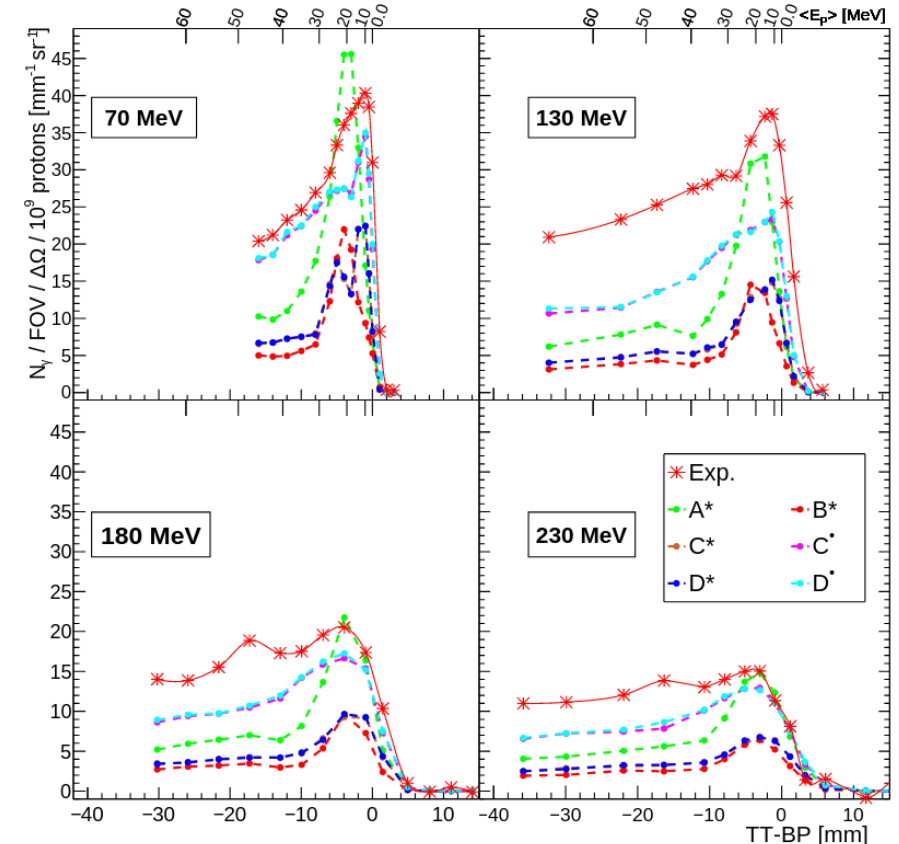 60 50 40 30 20 10 0.0 60 50 40 30 20 10 0.0 <E_P> [MeV]
N_γ / FOV / ΔΩ / 10^9 protons [mm^-1 sr^-1]
45
40
35
30
25
20
15
10
5
0
70 MeV
130 MeV
45
40
35
30
25
20
15
10
5
0
180 MeV
230 MeV
Exp.
A* B*
C* C•
D* D•
−40 −30 −20 −10 0 10 −40 −30 −20 −10 0 10
TT-BP [mm]